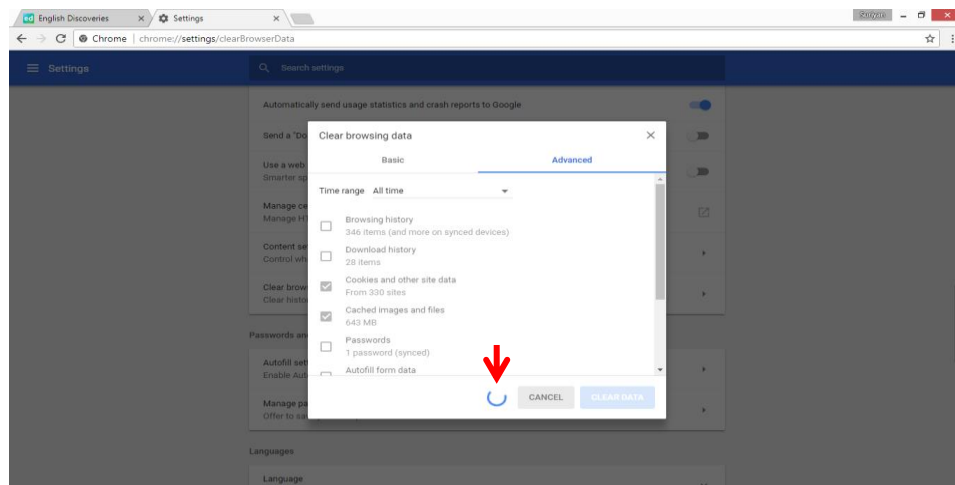 English Discoveries
Settings
Chrome | chrome://settings/clearBrowserData
Settings
Search settings
Automatically send usage statistics and crash reports to Google
Send a "Do
Use a web
Smarter sp
Manage ce
Manage HT
Content se
Control wh
Clear brow
Clear histo
Clear browsing data
Basic
Advanced
Time range All time
Browsing history
346 items (and more on synced devices)
Download history
28 items
Cookies and other site data
From 330 sites
Cached images and files
643 MB
Passwords
1 password (synced)
Autofill form data
CANCEL
CLEAR DATA
Passwords an
Autofill set
Enable Aut
Manage pa
Offer to sa
Languages
Language